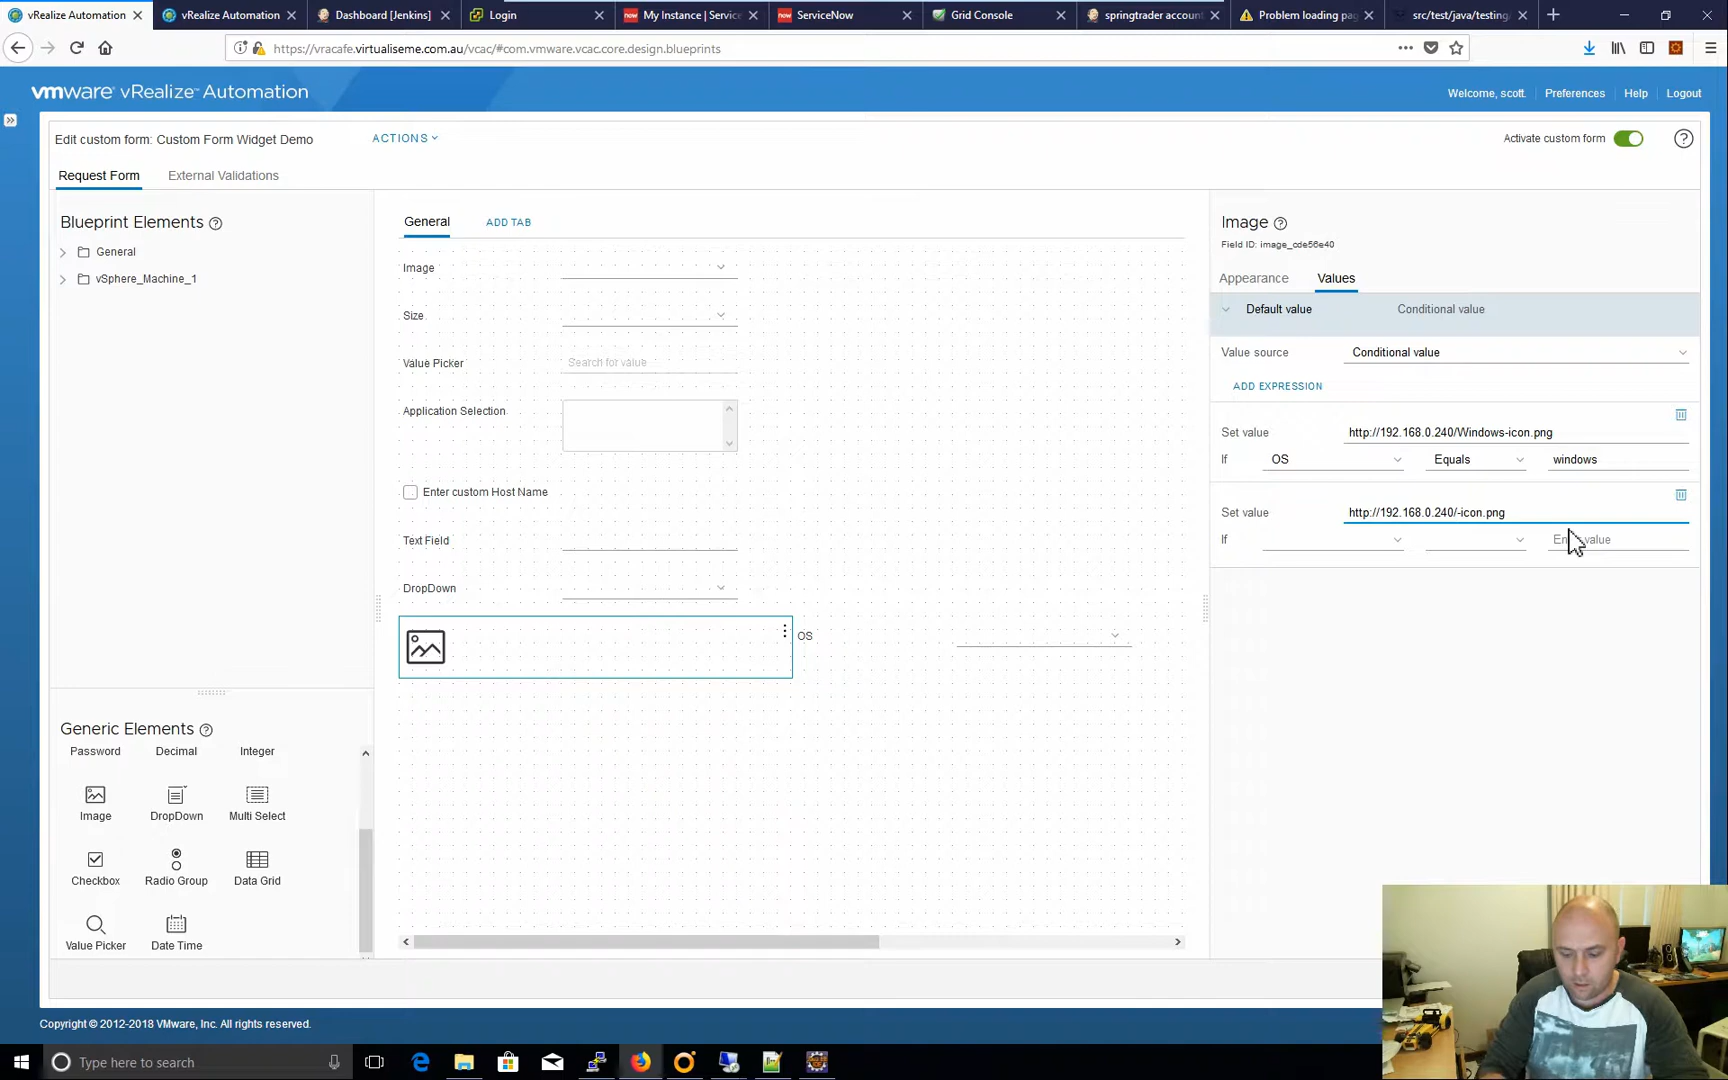 vRealize Automation
vRealize Automation
Dashboard [Jenkins]
Login
My Instance | Service
ServiceNow
Grid Console
springtrader account
Problem loading pag
src/test/java/testing
https://vracafe.virtualiseme.com.au/vcac/#com.vmware.vcac.core.design.blueprints
vmware vRealize™ Automation
Welcome, scott.
Preferences
Help
Logout
Edit custom form: Custom Form Widget Demo
ACTIONS
Activate custom form
Request Form
External Validations
Blueprint Elements
General
vSphere_Machine_1
General
ADD TAB
Image
Size
Value Picker
Search for value
Application Selection
Enter custom Host Name
Text Field
DropDown
OS
Image
Field ID: image_cde56e40
Appearance
Values
Default value
Conditional value
Value source
Conditional value
ADD EXPRESSION
Set value
http://192.168.0.240/Windows-icon.png
If
OS
Equals
windows
Set value
http://192.168.0.240/-icon.png
If
Generic Elements
Password
Decimal
Integer
Image
DropDown
Multi Select
Checkbox
Radio Group
Data Grid
Value Picker
Date Time
Copyright © 2012-2018 VMware, Inc. All rights reserved.
Type here to search